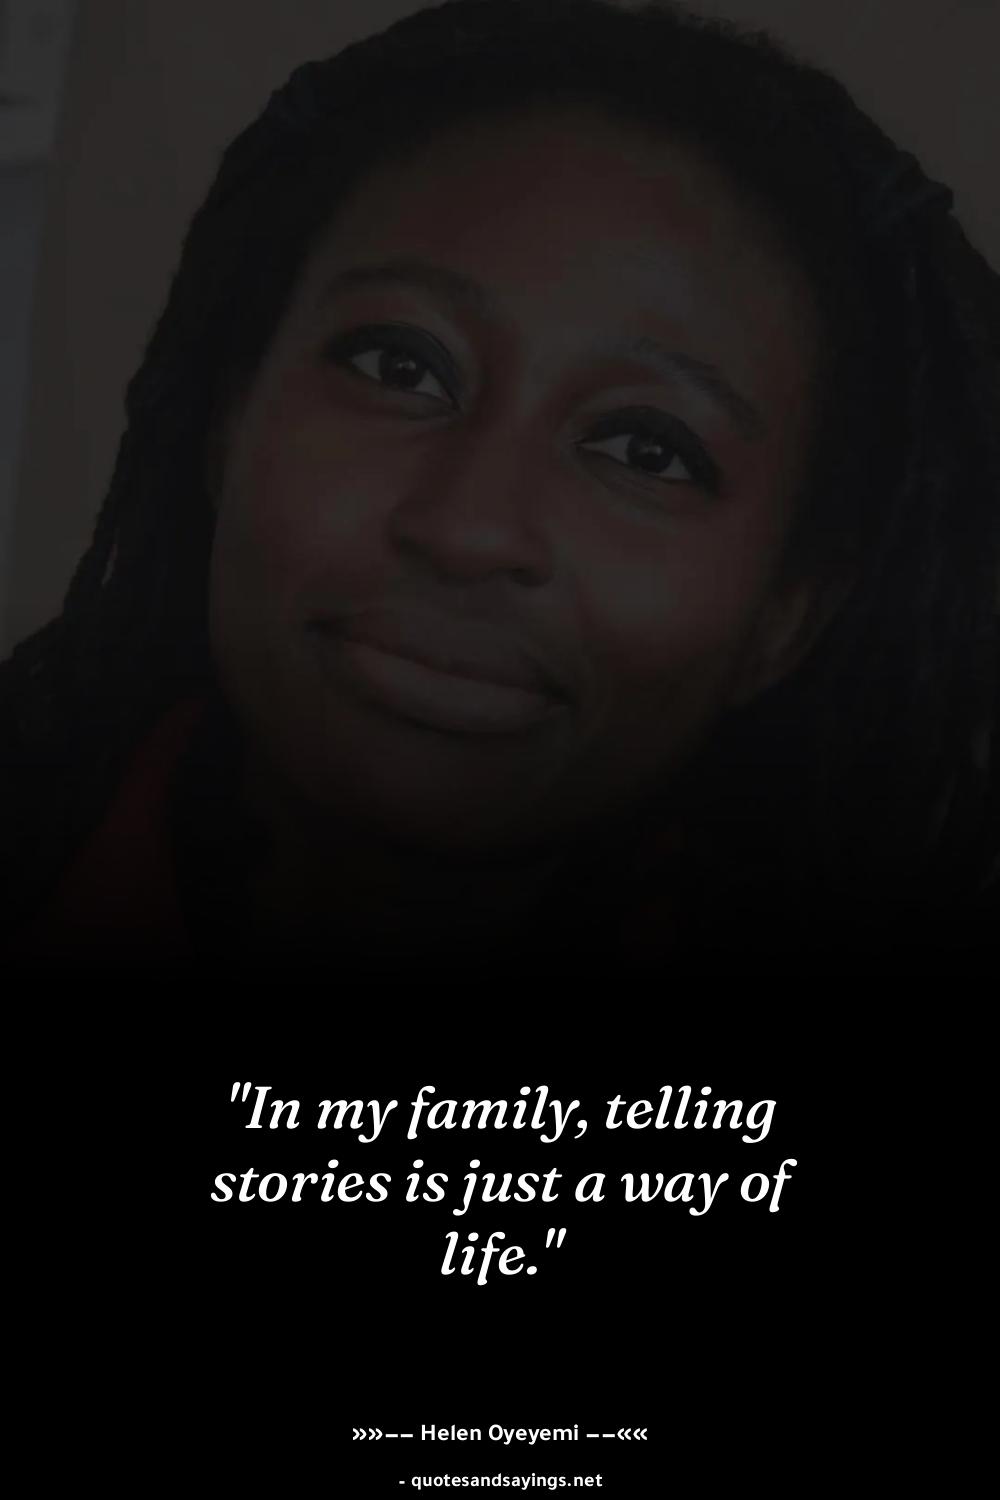 "In my family, telling
stories is just a way of
life."
»»–– Helen Oyeyemi ––««
- quotesandsayings.net